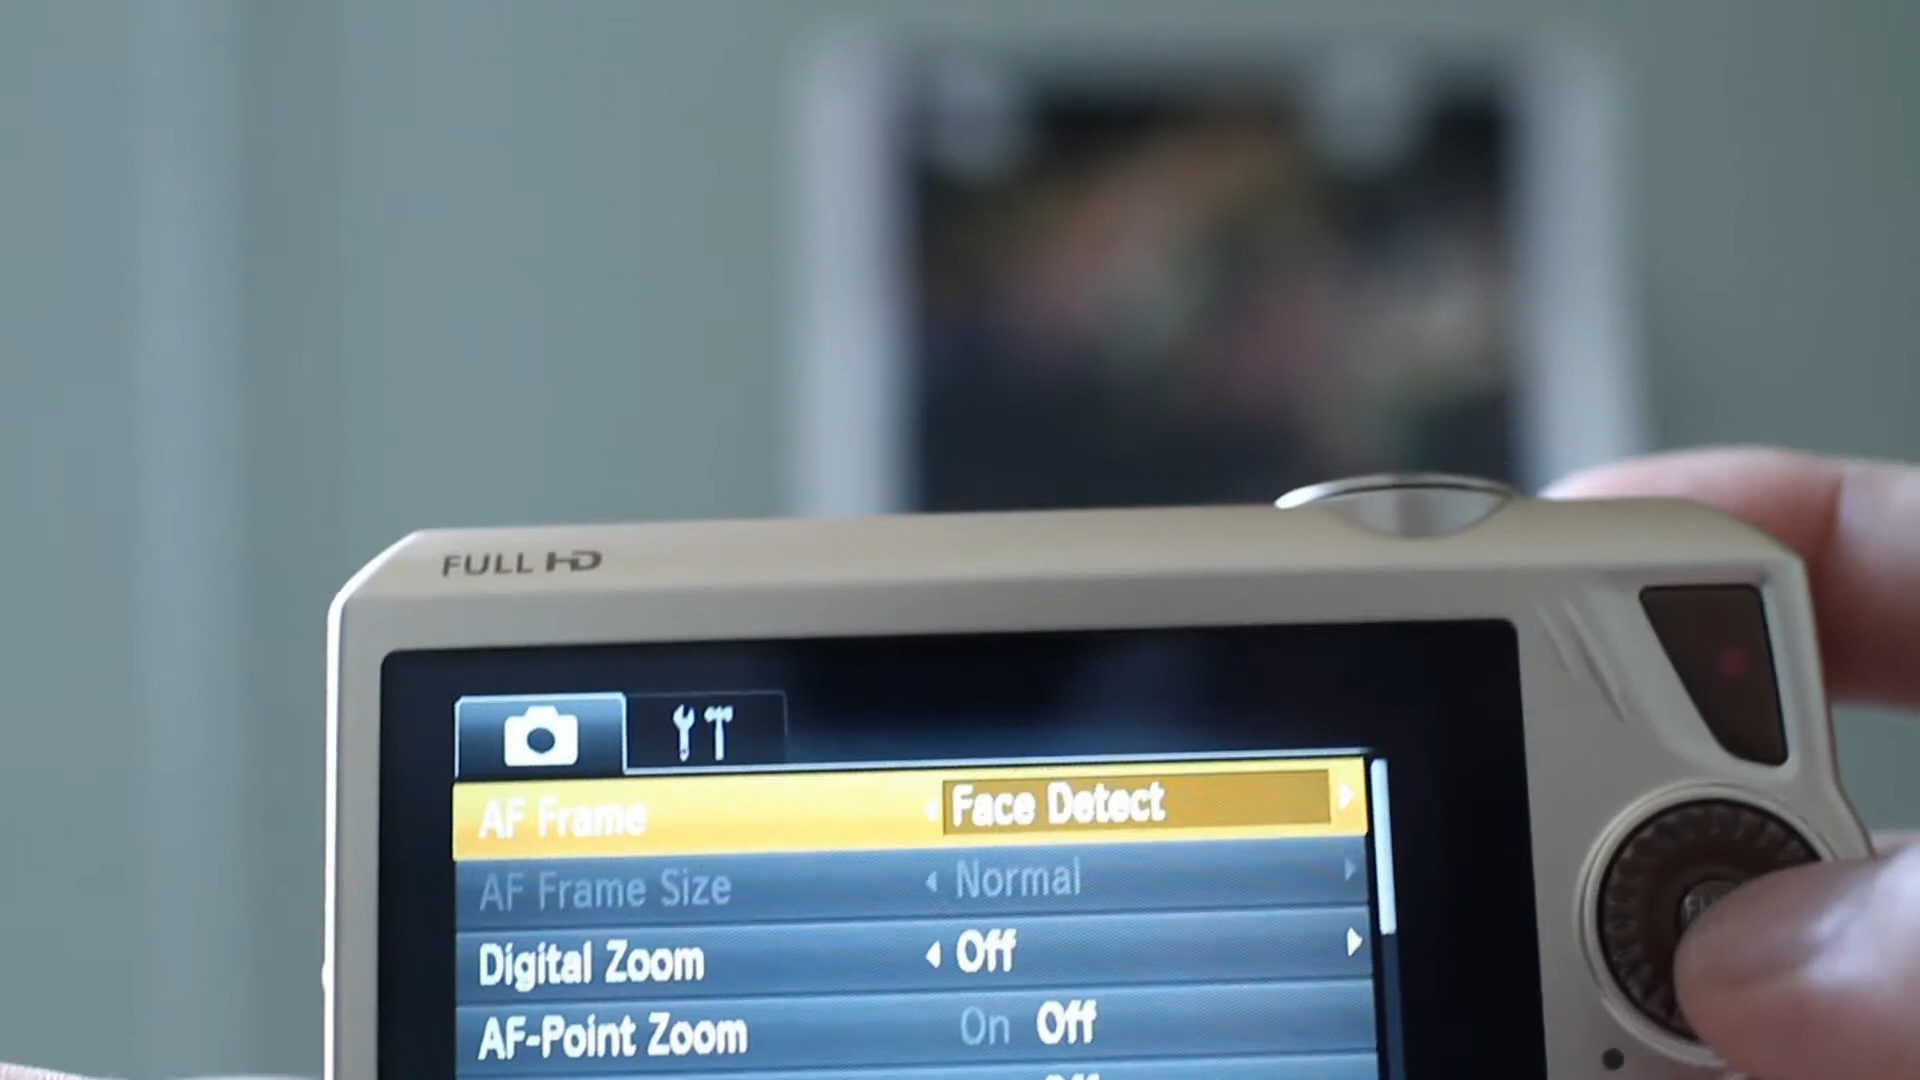 FULL HD
AF Frame Face Detect
AF Frame Size Normal
Digital Zoom Off
AF-Point Zoom On Off